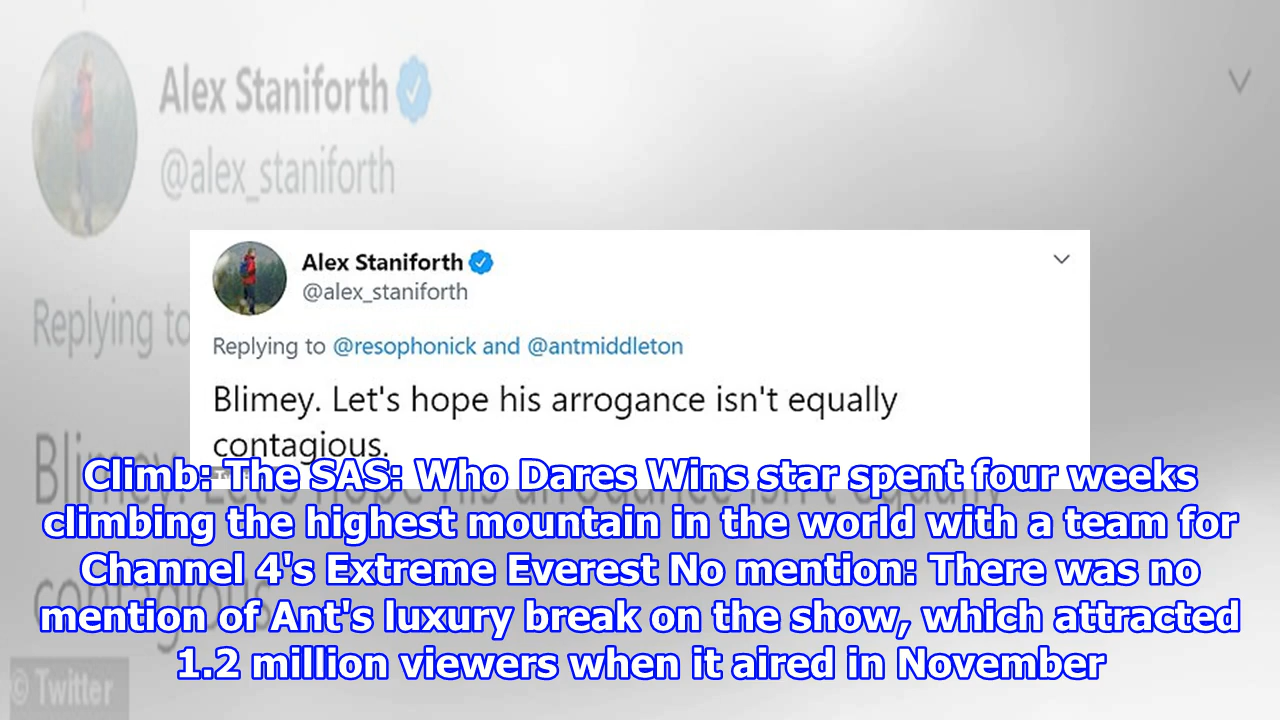 Alex Staniforth
@alex_staniforth
Replying to
Blimey.
Alex Staniforth
@alex_staniforth
Replying to @resophonick and @antmiddleton
Blimey. Let's hope his arrogance isn't equally
contagious.
Climb: The SAS: Who Dares Wins star spent four weeks
climbing the highest mountain in the world with a team for
Channel 4's Extreme Everest No mention: There was no
mention of Ant's luxury break on the show, which attracted
1.2 million viewers when it aired in November
contagious
© Twitter